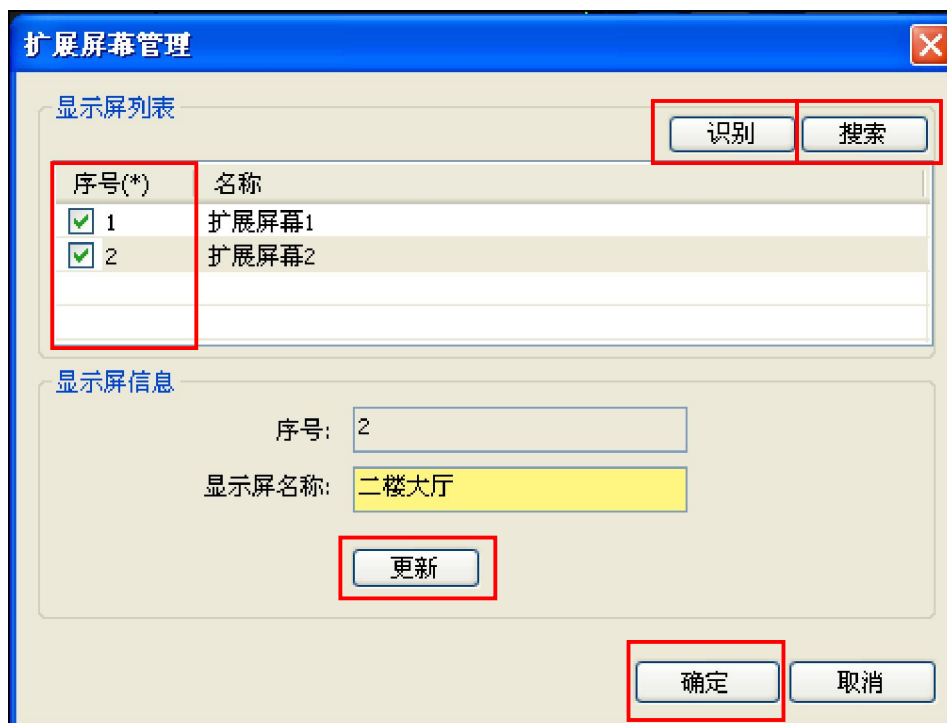 扩展屏幕管理
显示屏列表
识别 搜索
序号(*) 名称
1 扩展屏幕1
2 扩展屏幕2
显示屏信息
序号: 2
显示屏名称: 二楼大厅
更新
确定 取消